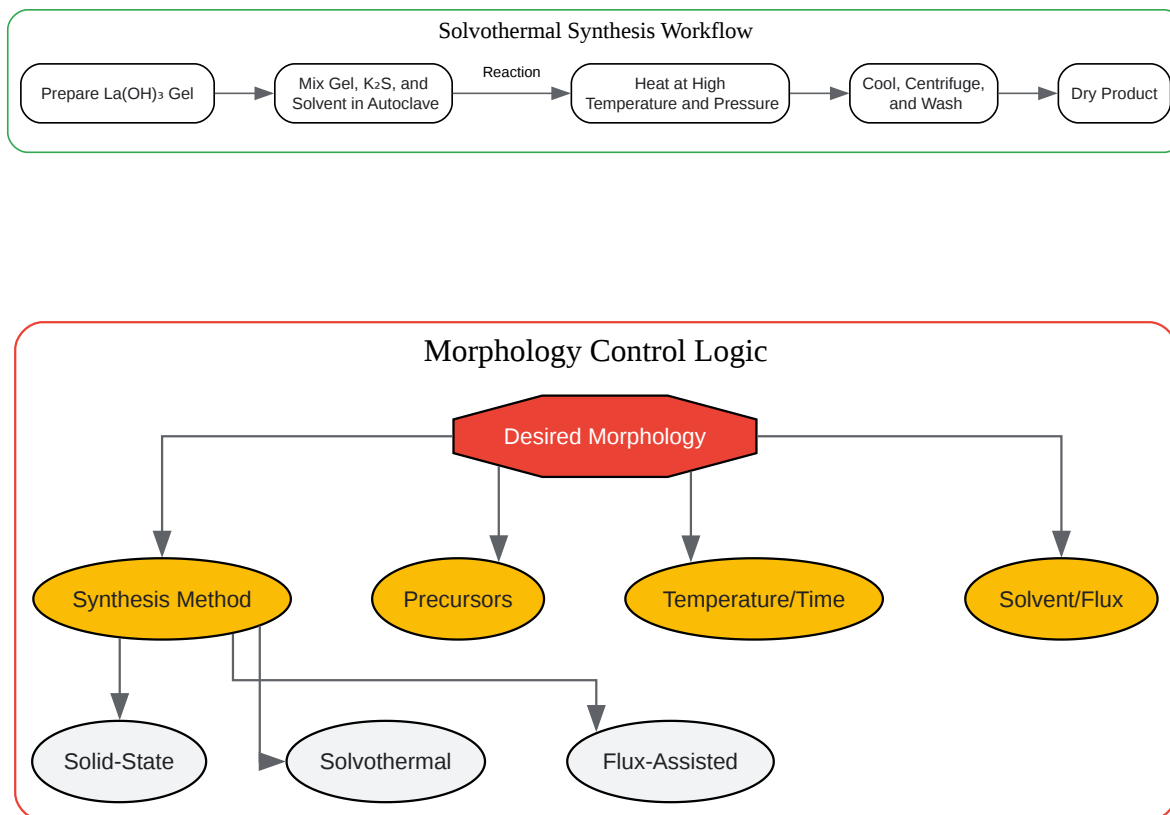 Solvothermal Synthesis Workflow
Prepare La(OH)₃ Gel
Mix Gel, K₂S, and
Solvent in Autoclave
Reaction
Heat at High
Temperature and Pressure
Cool, Centrifuge,
and Wash
Dry Product
Morphology Control Logic
Desired Morphology
Synthesis Method
Precursors
Temperature/Time
Solvent/Flux
Solid-State
Solvothermal
Flux-Assisted